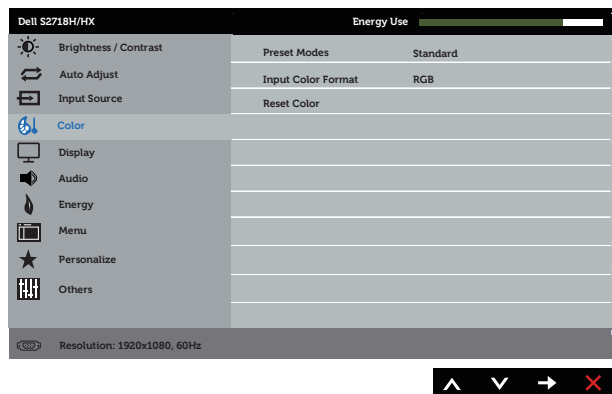 Dell S2718H/HX Energy Use
Brightness / Contrast
Auto Adjust
Input Source
Color
Display
Audio
Energy
Menu
Personalize
Others
Preset Modes Standard
Input Color Format RGB
Reset Color
Resolution: 1920x1080, 60Hz